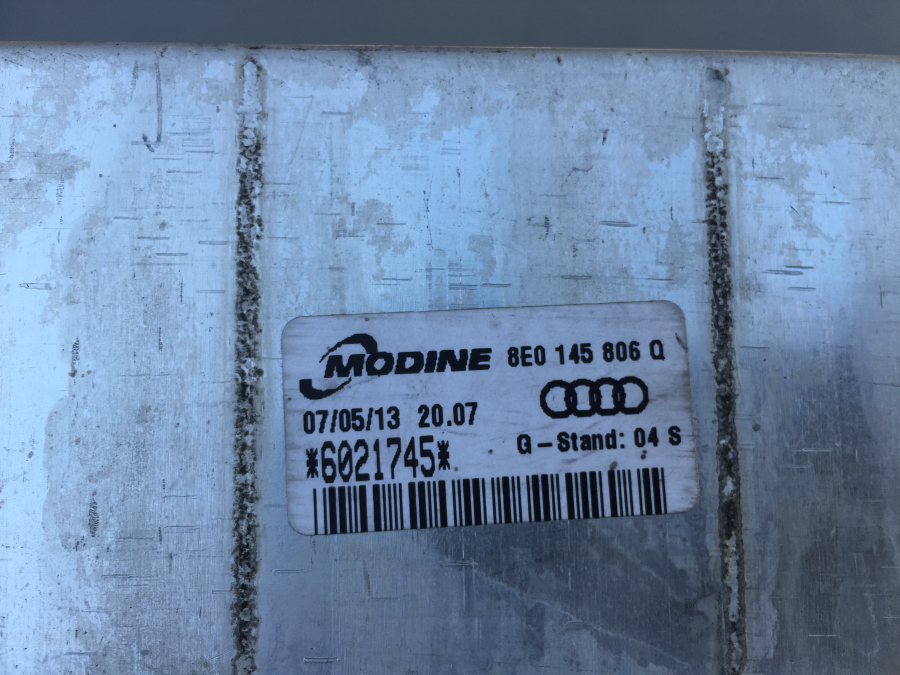 MODINE 8E0 145 806 Q
07/05/13 20.07
G-Stand: 04 S
*6021745*